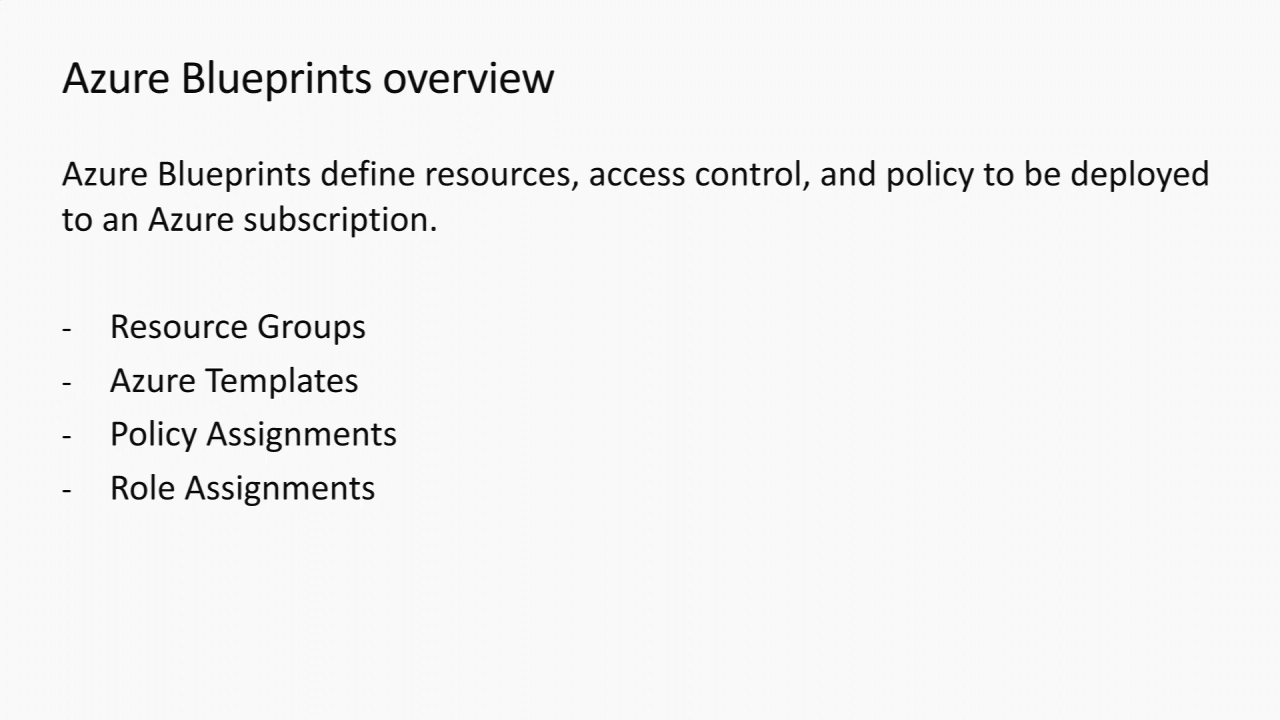 Azure Blueprints overview
Azure Blueprints define resources, access control, and policy to be deployed
to an Azure subscription.
- Resource Groups
- Azure Templates
- Policy Assignments
- Role Assignments